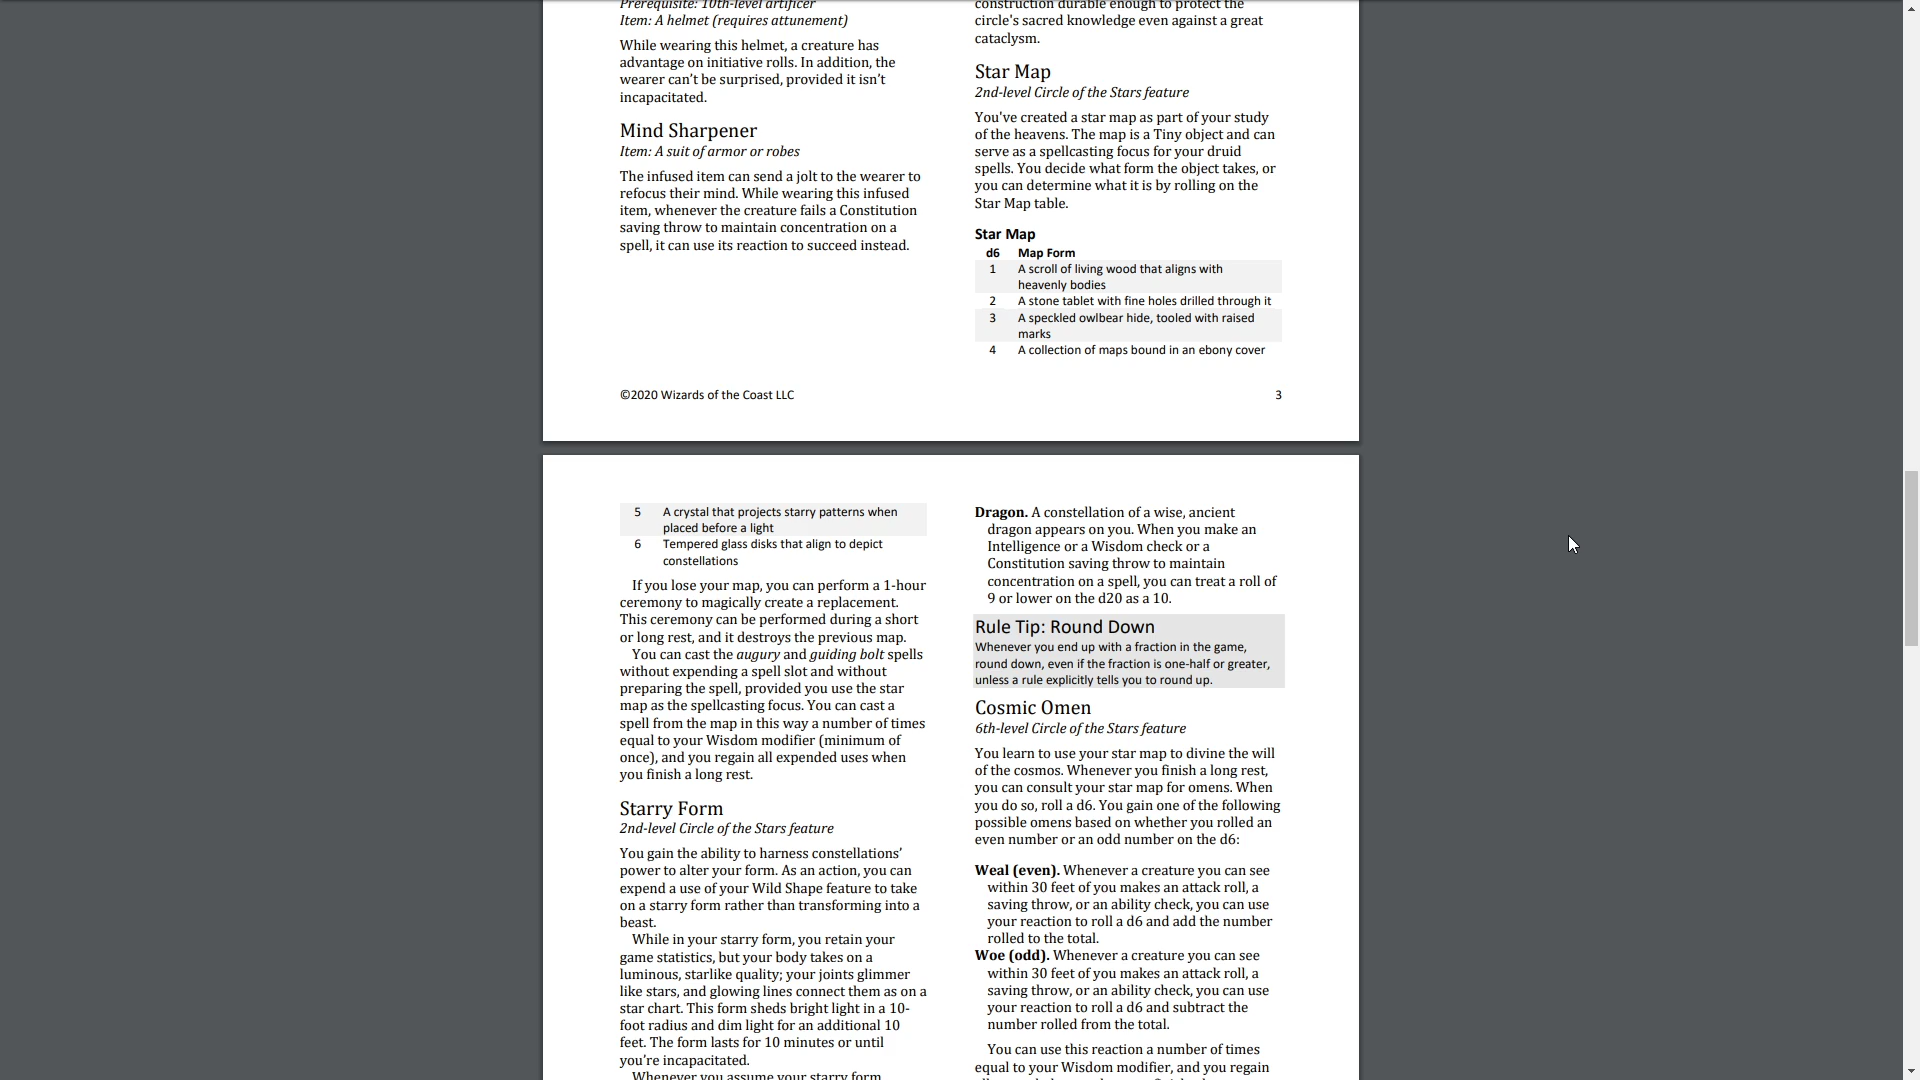 Prerequisite: 10th-level artificer
Item: A helmet (requires attunement)
While wearing this helmet, a creature has
advantage on initiative rolls. In addition, the
wearer can’t be surprised, provided it isn’t
incapacitated.
Mind Sharpener
Item: A suit of armor or robes
The infused item can send a jolt to the wearer to
refocus their mind. While wearing this infused
item, whenever the creature fails a Constitution
saving throw to maintain concentration on a
spell, it can use its reaction to succeed instead.
construction durable enough to protect the
circle's sacred knowledge even against a great
cataclysm.
Star Map
2nd-level Circle of the Stars feature
You've created a star map as part of your study
of the heavens. The map is a Tiny object and can
serve as a spellcasting focus for your druid
spells. You decide what form the object takes, or
you can determine what it is by rolling on the
Star Map table.
Star Map
d6 Map Form
1 A scroll of living wood that aligns with
heavenly bodies
2 A stone tablet with fine holes drilled through it
3 A speckled owlbear hide, tooled with raised
marks
4 A collection of maps bound in an ebony cover
©2020 Wizards of the Coast LLC 3
5 A crystal that projects starry patterns when
placed before a light
6 Tempered glass disks that align to depict
constellations
If you lose your map, you can perform a 1-hour
ceremony to magically create a replacement.
This ceremony can be performed during a short
or long rest, and it destroys the previous map.
You can cast the augury and guiding bolt spells
without expending a spell slot and without
preparing the spell, provided you use the star
map as the spellcasting focus. You can cast a
spell from the map in this way a number of times
equal to your Wisdom modifier (minimum of
once), and you regain all expended uses when
you finish a long rest.
Starry Form
2nd-level Circle of the Stars feature
You gain the ability to harness constellations’
power to alter your form. As an action, you can
expend a use of your Wild Shape feature to take
on a starry form rather than transforming into a
beast.
While in your starry form, you retain your
game statistics, but your body takes on a
luminous, starlike quality; your joints glimmer
like stars, and glowing lines connect them as on a
star chart. This form sheds bright light in a 10-
foot radius and dim light for an additional 10
feet. The form lasts for 10 minutes or until
you're incapacitated.
Whenever you assume your starry form,
Dragon. A constellation of a wise, ancient
dragon appears on you. When you make an
Intelligence or a Wisdom check or a
Constitution saving throw to maintain
concentration on a spell, you can treat a roll of
9 or lower on the d20 as a 10.
Rule Tip: Round Down
Whenever you end up with a fraction in the game,
round down, even if the fraction is one-half or greater,
unless a rule explicitly tells you to round up.
Cosmic Omen
6th-level Circle of the Stars feature
You learn to use your star map to divine the will
of the cosmos. Whenever you finish a long rest,
you can consult your star map for omens. When
you do so, roll a d6. You gain one of the following
possible omens based on whether you rolled an
even number or an odd number on the d6:
Weal (even). Whenever a creature you can see
within 30 feet of you makes an attack roll, a
saving throw, or an ability check, you can use
your reaction to roll a d6 and add the number
rolled to the total.
Woe (odd). Whenever a creature you can see
within 30 feet of you makes an attack roll, a
saving throw, or an ability check, you can use
your reaction to roll a d6 and subtract the
number rolled from the total.
You can use this reaction a number of times
equal to your Wisdom modifier, and you regain